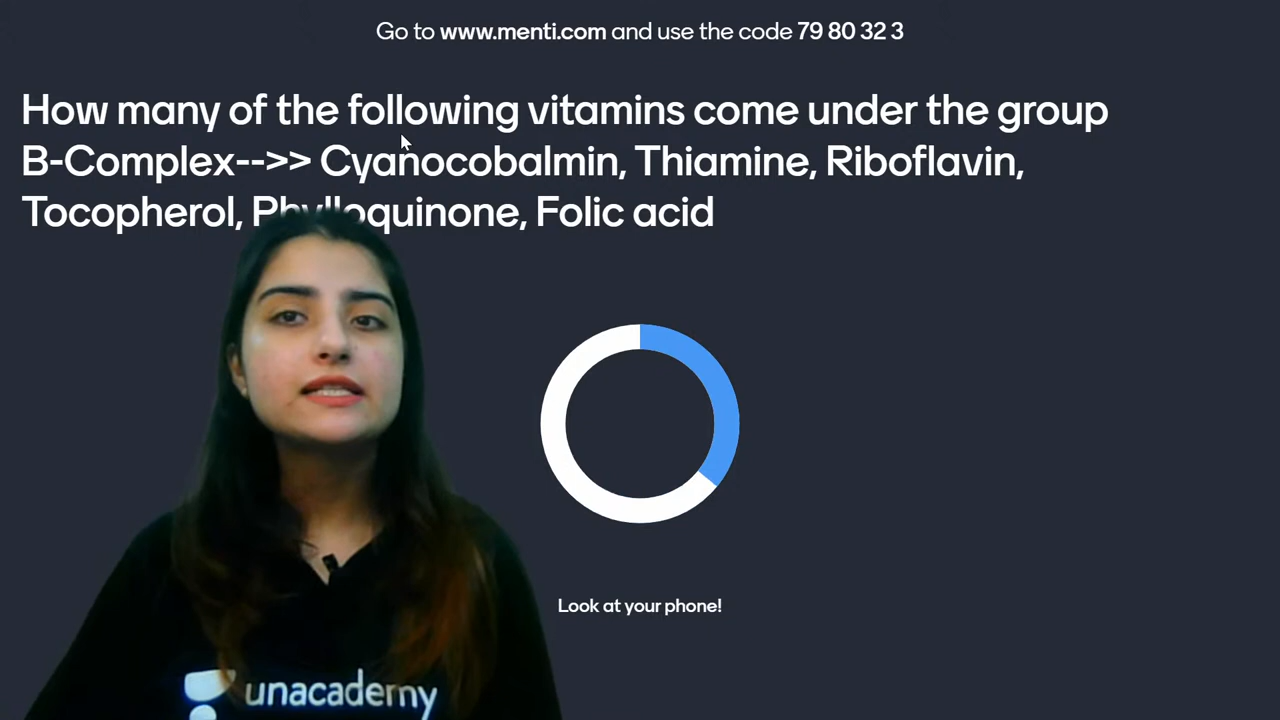 Go to www.menti.com and use the code 79 80 32 3
How many of the following vitamins come under the group
B-Complex-->> Cyanocobalmin, Thiamine, Riboflavin,
Tocopherol, Phylloquinone, Folic acid
Look at your phone!
unacademy